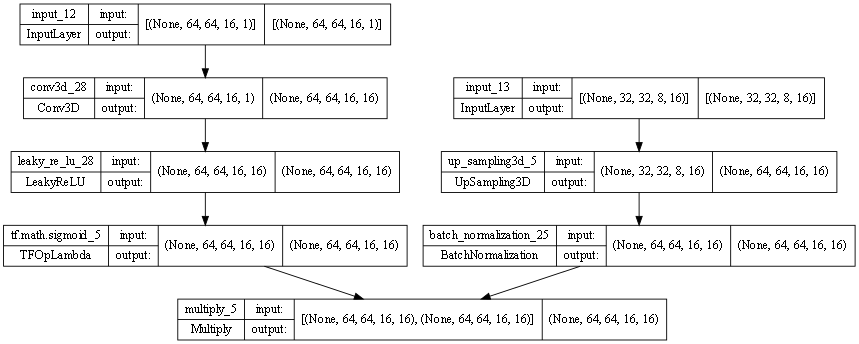 input_12 input: [(None, 64, 64, 16, 1)] [(None, 64, 64, 16, 1)]
InputLayer output:
conv3d_28 input: (None, 64, 64, 16, 1) (None, 64, 64, 16, 16)
Conv3D output:
input_13 input: [(None, 32, 32, 8, 16)] [(None, 32, 32, 8, 16)]
InputLayer output:
leaky_re_lu_28 input: (None, 64, 64, 16, 16) (None, 64, 64, 16, 16)
LeakyReLU output:
up_sampling3d_5 input: (None, 32, 32, 8, 16) (None, 64, 64, 16, 16)
UpSampling3D output:
tf.math.sigmoid_5 input: (None, 64, 64, 16, 16) (None, 64, 64, 16, 16)
TFOpLambda output:
batch_normalization_25 input: (None, 64, 64, 16, 16) (None, 64, 64, 16, 16)
BatchNormalization output:
multiply_5 input: [(None, 64, 64, 16, 16), (None, 64, 64, 16, 16)] (None, 64, 64, 16, 16)
Multiply output: